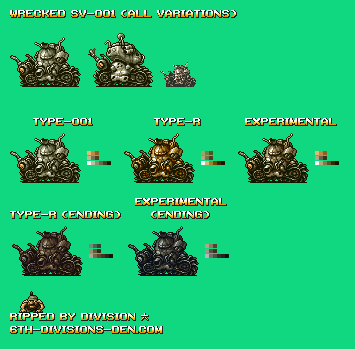 WRECKED SV-001 (ALL VARIATIONS)
TYPE-001 TYPE-R EXPERIMENTAL
TYPE-R (ENDING) EXPERIMENTAL (ENDING)
RIPPED BY DIVISION 六
6TH-DIVISIONS-DEN.COM